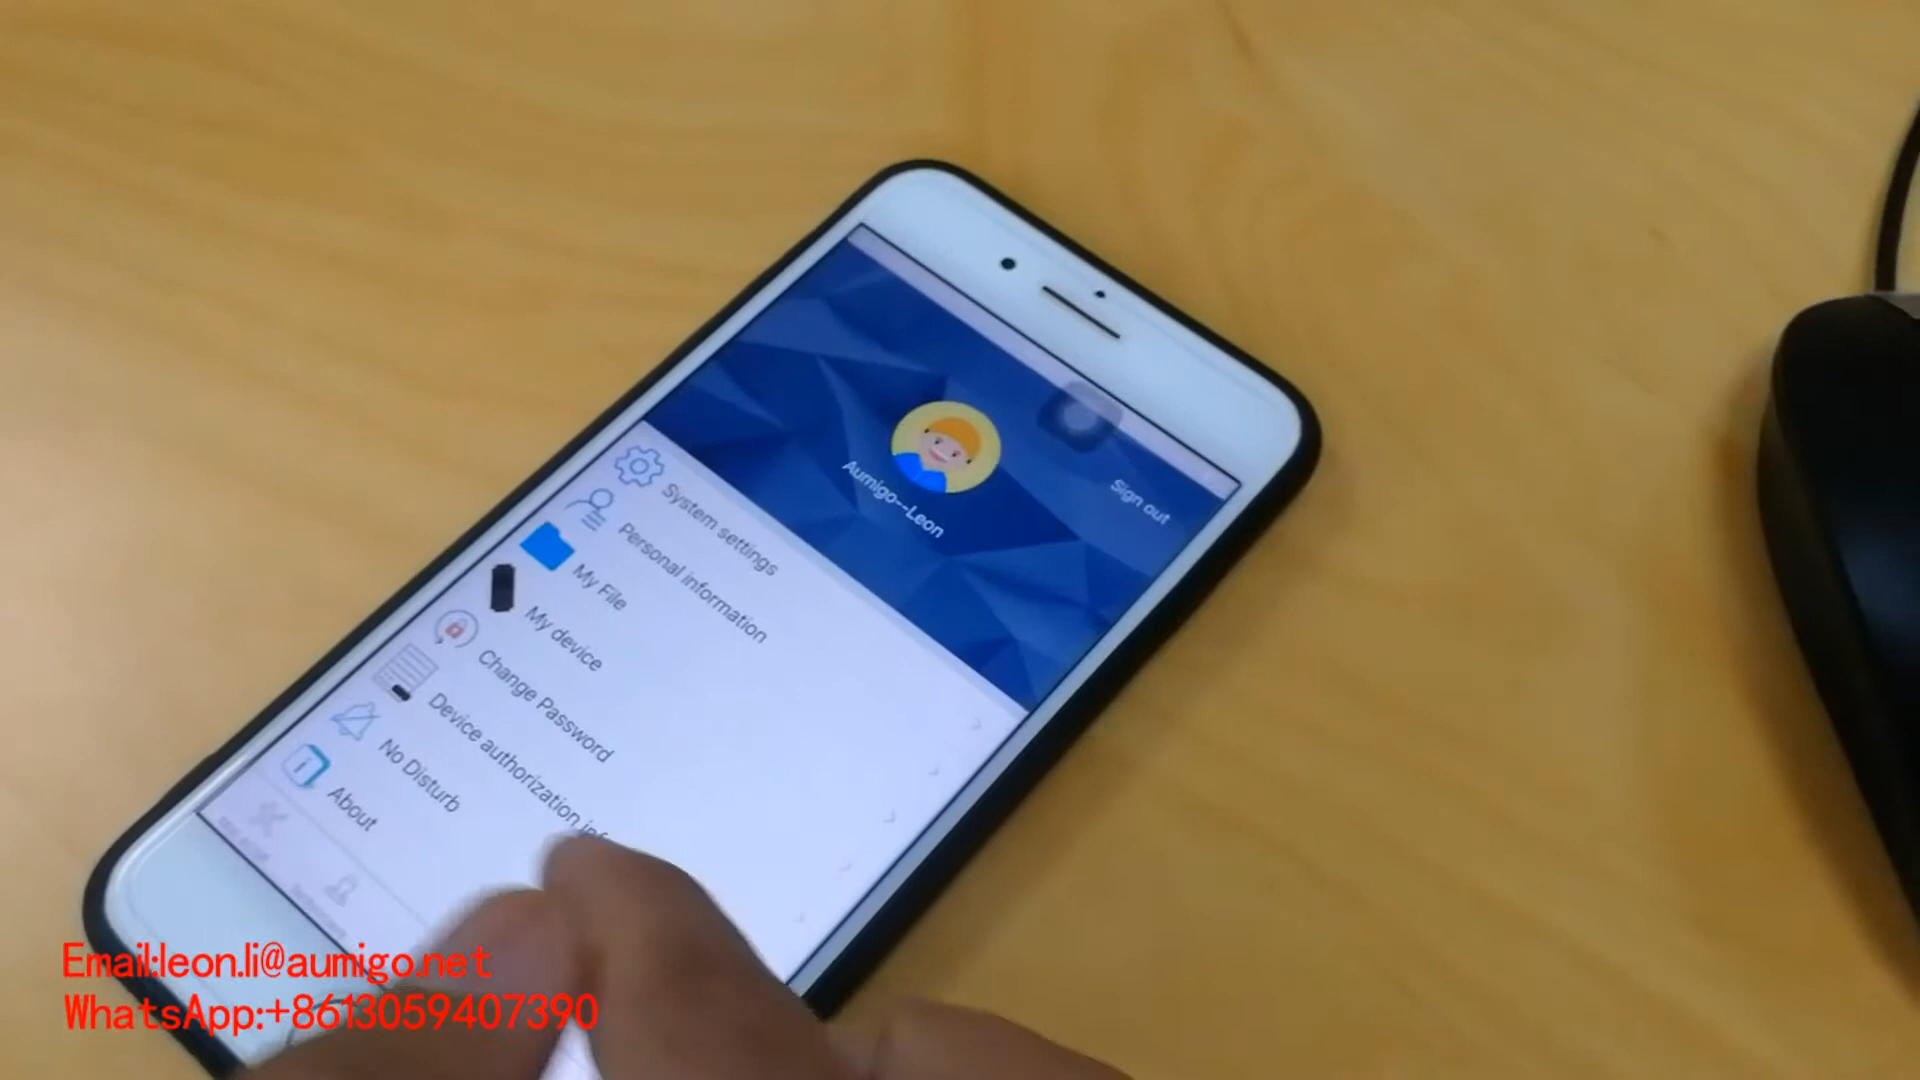 Sign out
Aumigo--Leon
System settings
Personal information
My File
My device
Change Password
Device authorization
No Disturb
About
Email:leon.li@aumigo.net
WhatsApp:+8613059407390